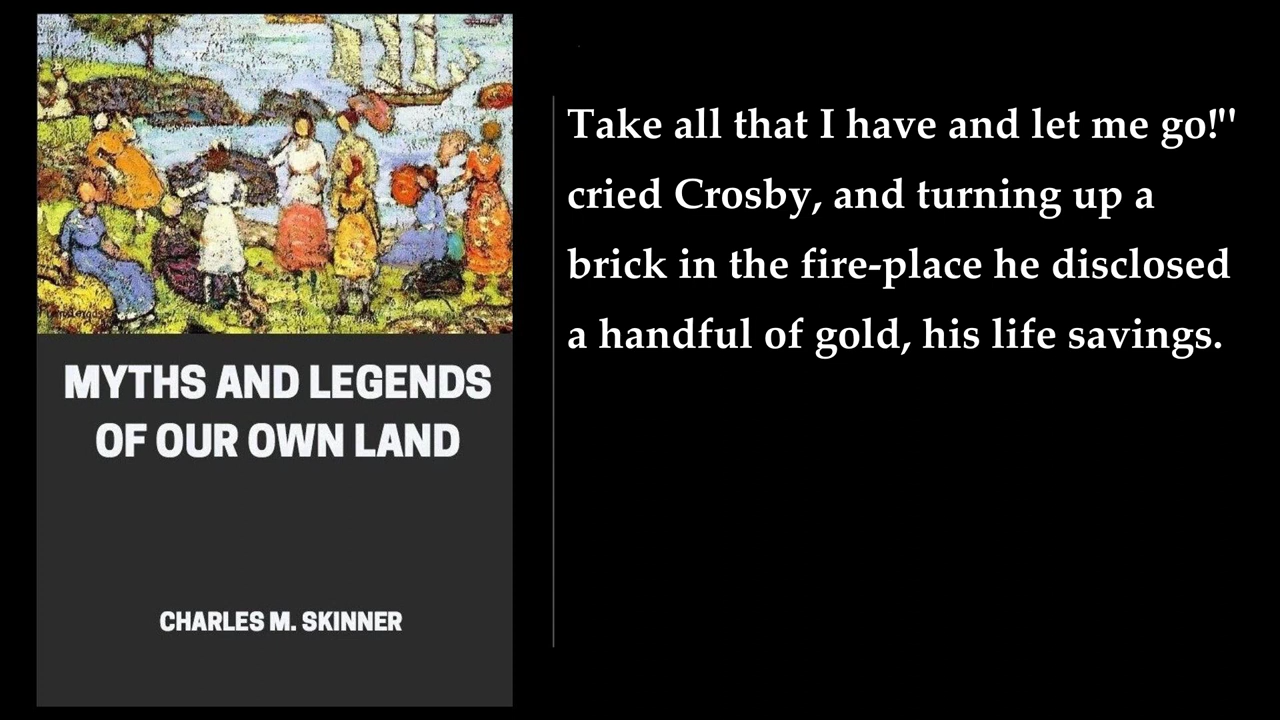 MYTHS AND LEGENDS
OF OUR OWN LAND
CHARLES M. SKINNER
Take all that I have and let me go!"
cried Crosby, and turning up a
brick in the fire-place he disclosed
a handful of gold, his life savings.